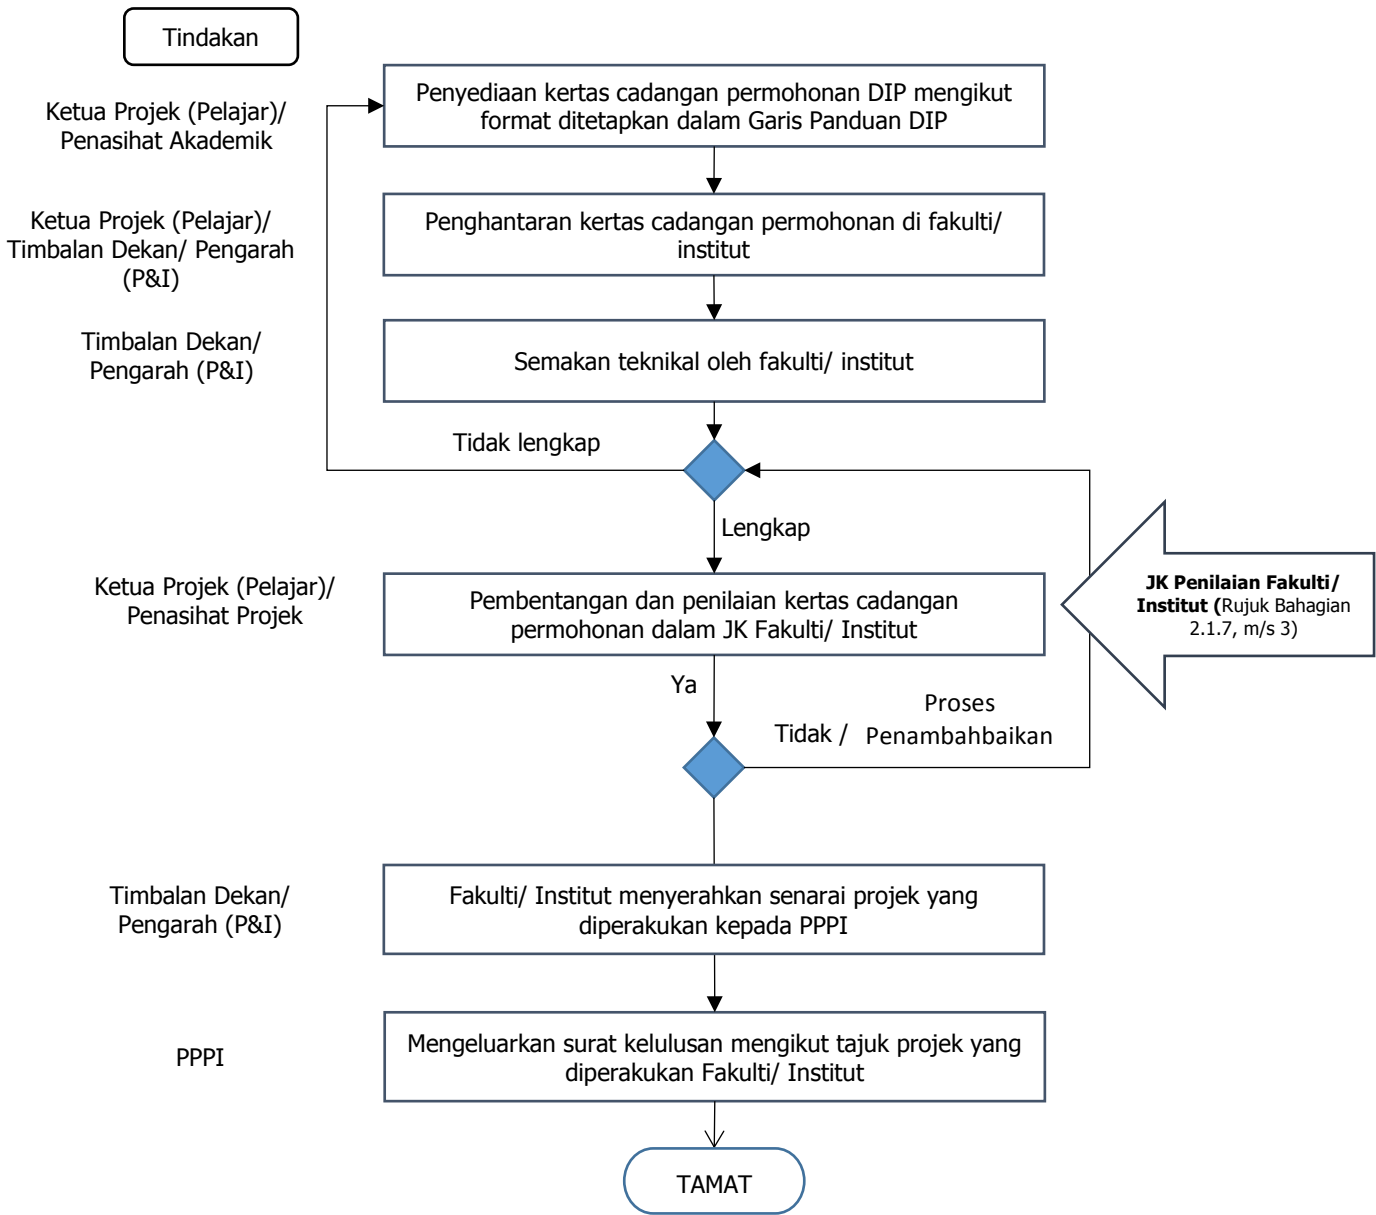 Tindakan
Ketua Projek (Pelajar)/
Penasihat Akademik
Penyediaan kertas cadangan permohonan DIP mengikut
format ditetapkan dalam Garis Panduan DIP
Ketua Projek (Pelajar)/
Timbalan Dekan/ Pengarah
(P&I)
Penghantaran kertas cadangan permohonan di fakulti/
institut
Timbalan Dekan/
Pengarah (P&I)
Semakan teknikal oleh fakulti/ institut
Tidak lengkap
Lengkap
Ketua Projek (Pelajar)/
Penasihat Projek
Pembentangan dan penilaian kertas cadangan
permohonan dalam JK Fakulti/ Institut
JK Penilaian Fakulti/
Institut (Rujuk Bahagian
2.1.7, m/s 3)
Ya
Tidak /
Proses
Penambahbaikan
Timbalan Dekan/
Pengarah (P&I)
Fakulti/ Institut menyerahkan senarai projek yang
diperakukan kepada PPPI
PPPI
Mengeluarkan surat kelulusan mengikut tajuk projek yang
diperakukan Fakulti/ Institut
TAMAT